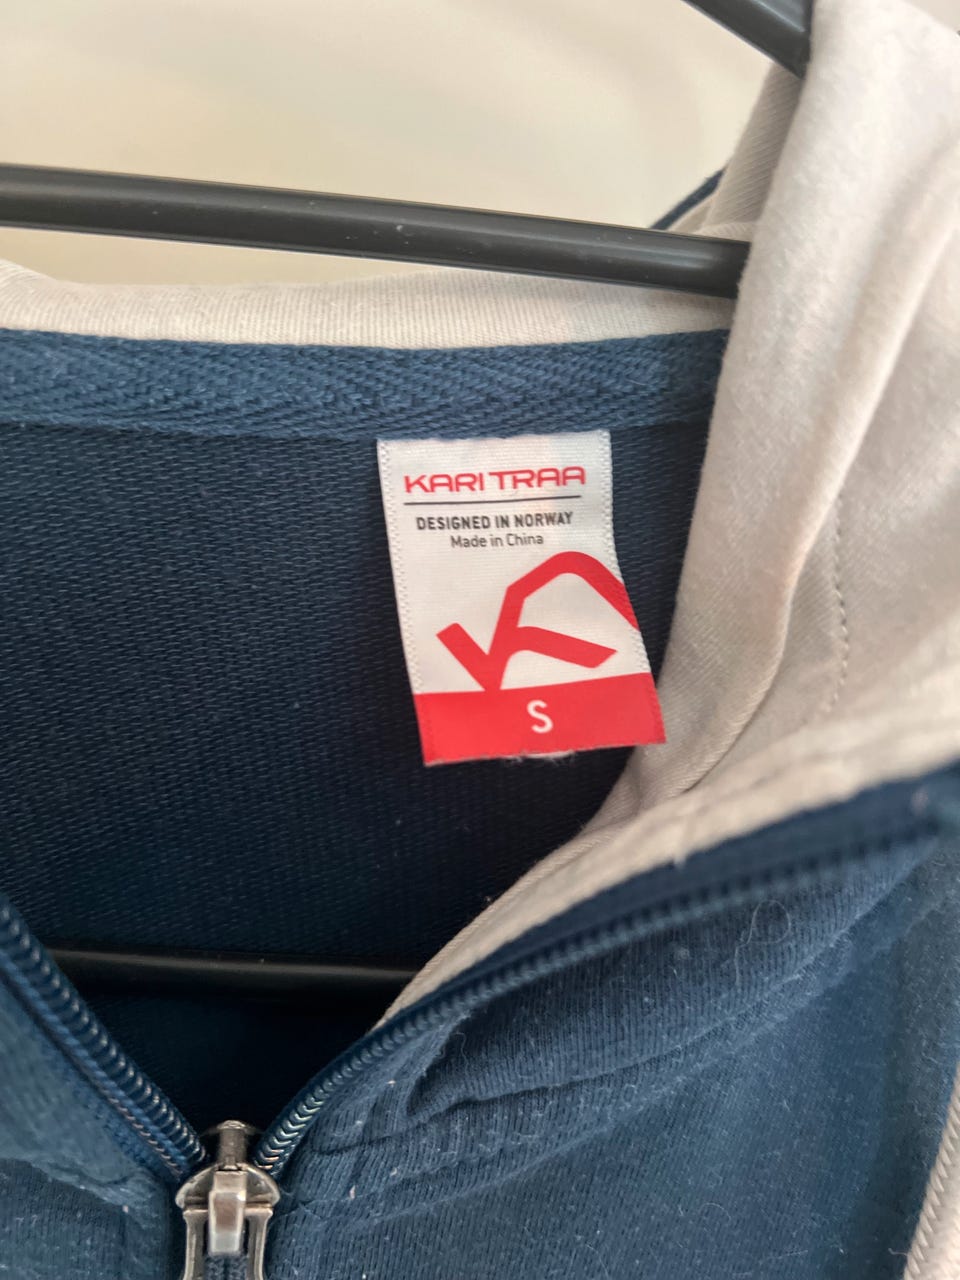 KARI TRAA
DESIGNED IN NORWAY
Made in China
S